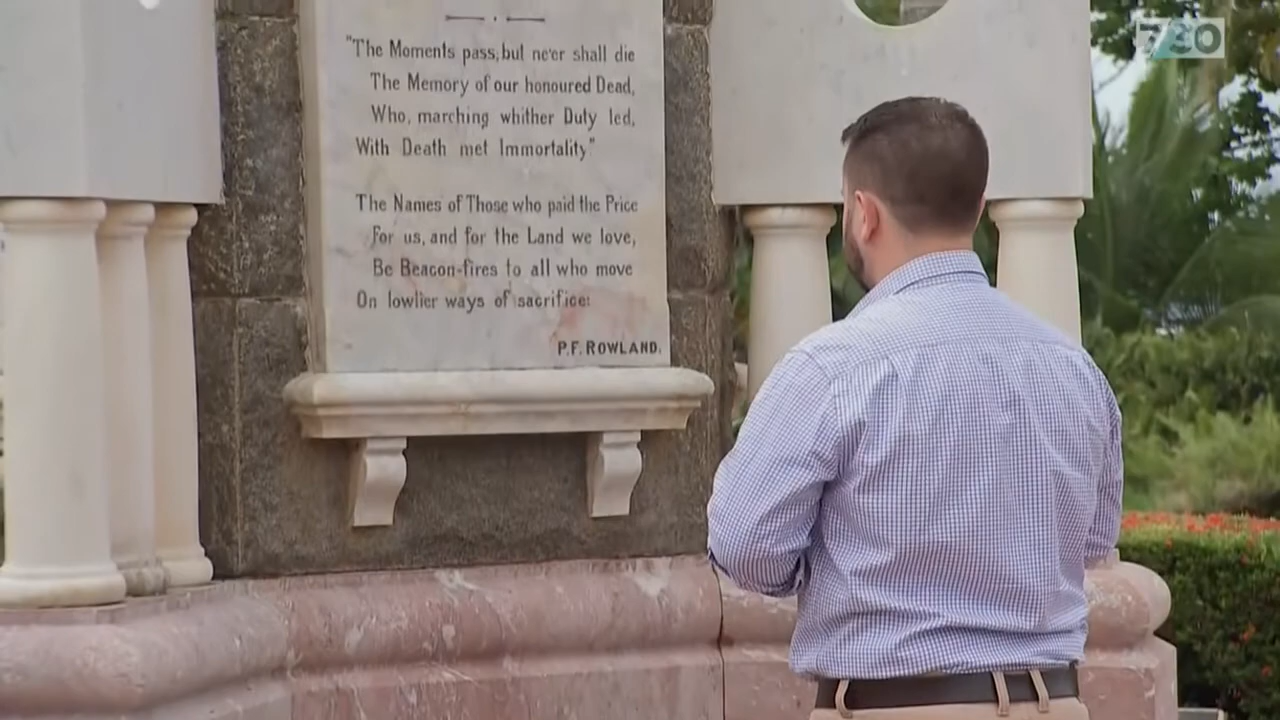 "The Moments pass, but ne'er shall die
The Memory of our honoured Dead,
Who, marching whither Duty led,
With Death met Immortality"
The Names of Those who paid the Price
For us, and for the Land we love,
Be Beacon-fires to all who move
On lowlier ways of sacrifice:
P.F. ROWLAND.
7.30